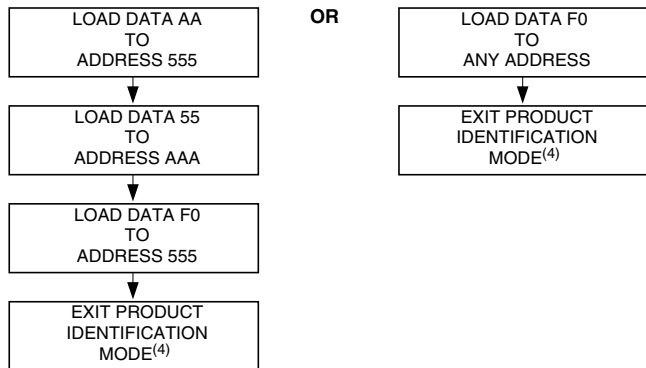 LOAD DATA AA
TO
ADDRESS 555
LOAD DATA 55
TO
ADDRESS AAA
LOAD DATA F0
TO
ADDRESS 555
EXIT PRODUCT
IDENTIFICATION
MODE(4)
OR
LOAD DATA F0
TO
ANY ADDRESS
EXIT PRODUCT
IDENTIFICATION
MODE(4)